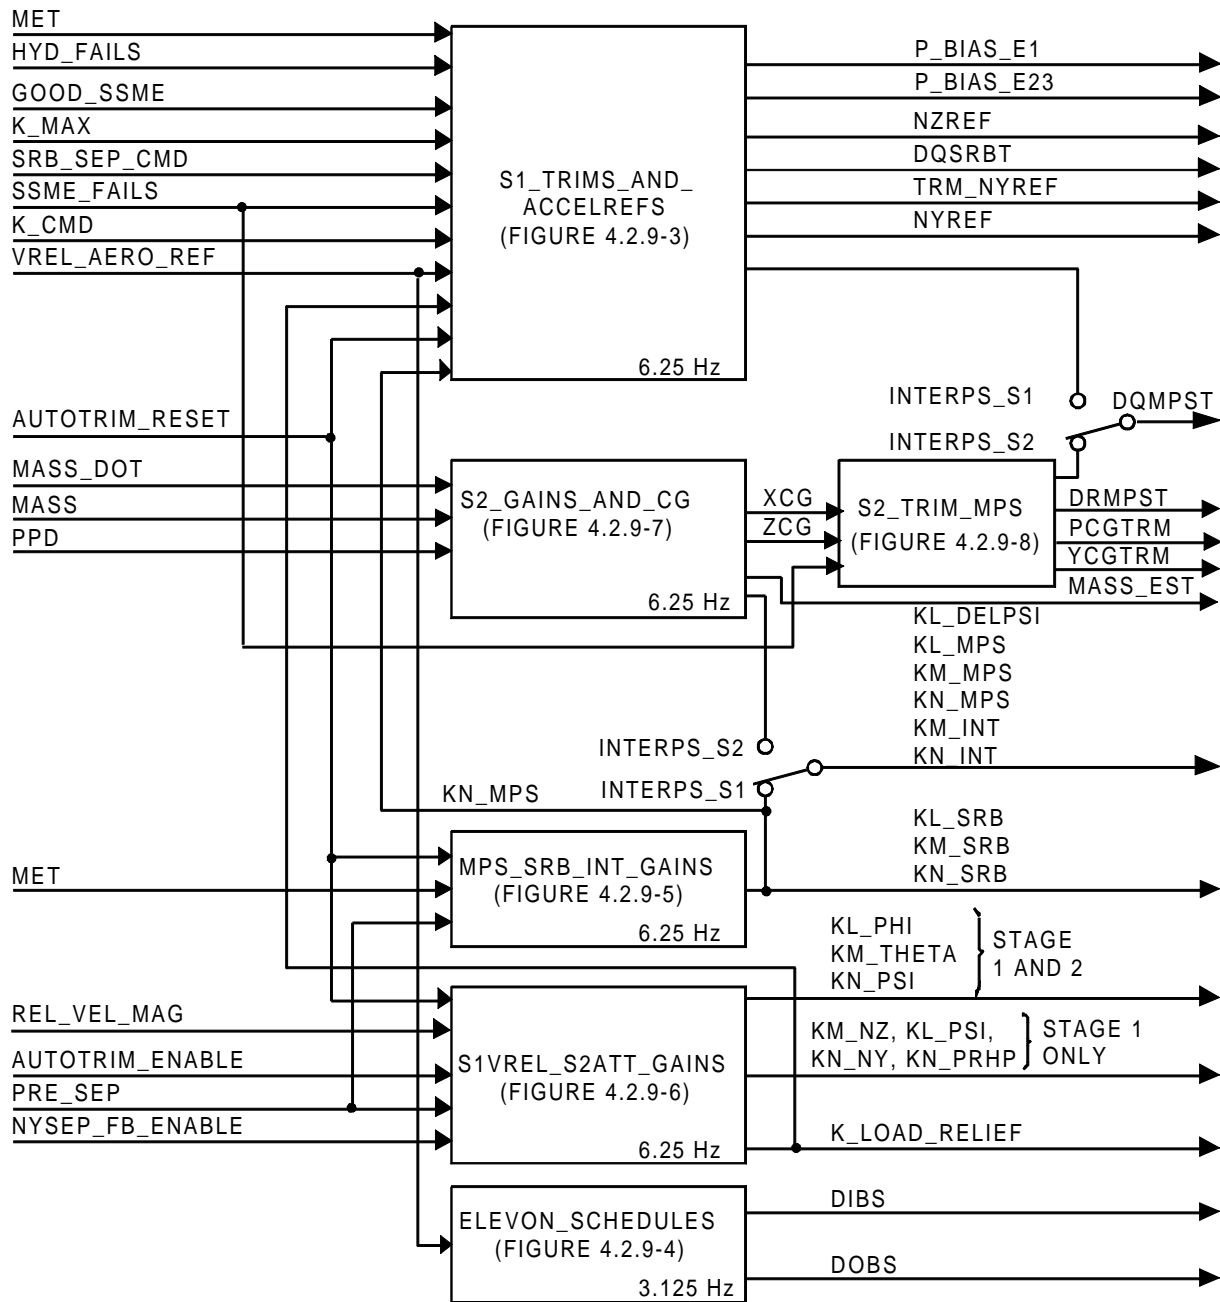 MET
HYD_FAILS
GOOD_SSME
K_MAX
SRB_SEP_CMD
SSME_FAILS
K_CMD
VREL_AERO_REF
S1_TRIMS_AND_
ACCELREFS
(FIGURE 4.2.9-3)
6.25 Hz
P_BIAS_E1
P_BIAS_E23
NZREF
DQSRBT
TRM_NYREF
NYREF
INTERPS_S1
INTERPS_S2
DQMPST
AUTOTRIM_RESET
MASS_DOT
MASS
PPD
S2_GAINS_AND_CG
(FIGURE 4.2.9-7)
6.25 Hz
XCG
ZCG
S2_TRIM_MPS
(FIGURE 4.2.9-8)
DRMPST
PCGTRM
YCGTRM
MASS_EST
KL_DELPSI
KL_MPS
KM_MPS
KN_MPS
KM_INT
KN_INT
INTERPS_S2
INTERPS_S1
KN_MPS
MET
MPS_SRB_INT_GAINS
(FIGURE 4.2.9-5)
6.25 Hz
KL_SRB
KM_SRB
KN_SRB
KL_PHI
KM_THETA
KN_PSI
STAGE
1 AND 2
REL_VEL_MAG
AUTOTRIM_ENABLE
PRE_SEP
NYSEP_FB_ENABLE
S1VREL_S2ATT_GAINS
(FIGURE 4.2.9-6)
6.25 Hz
KM_NZ, KL_PSI,
KN_NY, KN_PRHP
STAGE 1
ONLY
K_LOAD_RELIEF
ELEVON_SCHEDULES
(FIGURE 4.2.9-4)
3.125 Hz
DIBS
DOBS